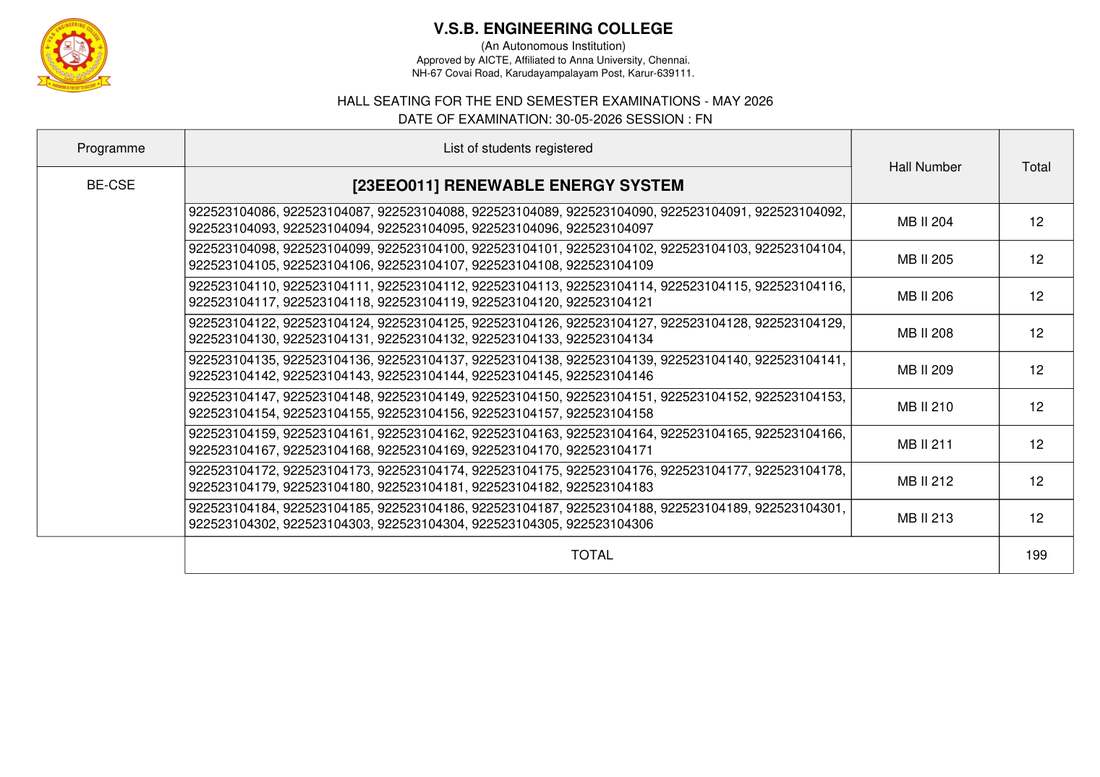 V.S.B. ENGINEERING COLLEGE
(An Autonomous Institution)
Approved by AICTE, Affiliated to Anna University, Chennai.
NH-67 Covai Road, Karudayampalayam Post, Karur-639111.
HALL SEATING FOR THE END SEMESTER EXAMINATIONS - MAY 2026
DATE OF EXAMINATION: 30-05-2026 SESSION : FN
Programme List of students registered Hall Number Total
BE-CSE [23EEO011] RENEWABLE ENERGY SYSTEM
922523104086, 922523104087, 922523104088, 922523104089, 922523104090, 922523104091, 922523104092,
922523104093, 922523104094, 922523104095, 922523104096, 922523104097
MB II 204 12
922523104098, 922523104099, 922523104100, 922523104101, 922523104102, 922523104103, 922523104104,
922523104105, 922523104106, 922523104107, 922523104108, 922523104109
MB II 205 12
922523104110, 922523104111, 922523104112, 922523104113, 922523104114, 922523104115, 922523104116,
922523104117, 922523104118, 922523104119, 922523104120, 922523104121
MB II 206 12
922523104122, 922523104124, 922523104125, 922523104126, 922523104127, 922523104128, 922523104129,
922523104130, 922523104131, 922523104132, 922523104133, 922523104134
MB II 208 12
922523104135, 922523104136, 922523104137, 922523104138, 922523104139, 922523104140, 922523104141,
922523104142, 922523104143, 922523104144, 922523104145, 922523104146
MB II 209 12
922523104147, 922523104148, 922523104149, 922523104150, 922523104151, 922523104152, 922523104153,
922523104154, 922523104155, 922523104156, 922523104157, 922523104158
MB II 210 12
922523104159, 922523104161, 922523104162, 922523104163, 922523104164, 922523104165, 922523104166,
922523104167, 922523104168, 922523104169, 922523104170, 922523104171
MB II 211 12
922523104172, 922523104173, 922523104174, 922523104175, 922523104176, 922523104177, 922523104178,
922523104179, 922523104180, 922523104181, 922523104182, 922523104183
MB II 212 12
922523104184, 922523104185, 922523104186, 922523104187, 922523104188, 922523104189, 922523104301,
922523104302, 922523104303, 922523104304, 922523104305, 922523104306
MB II 213 12
TOTAL 199